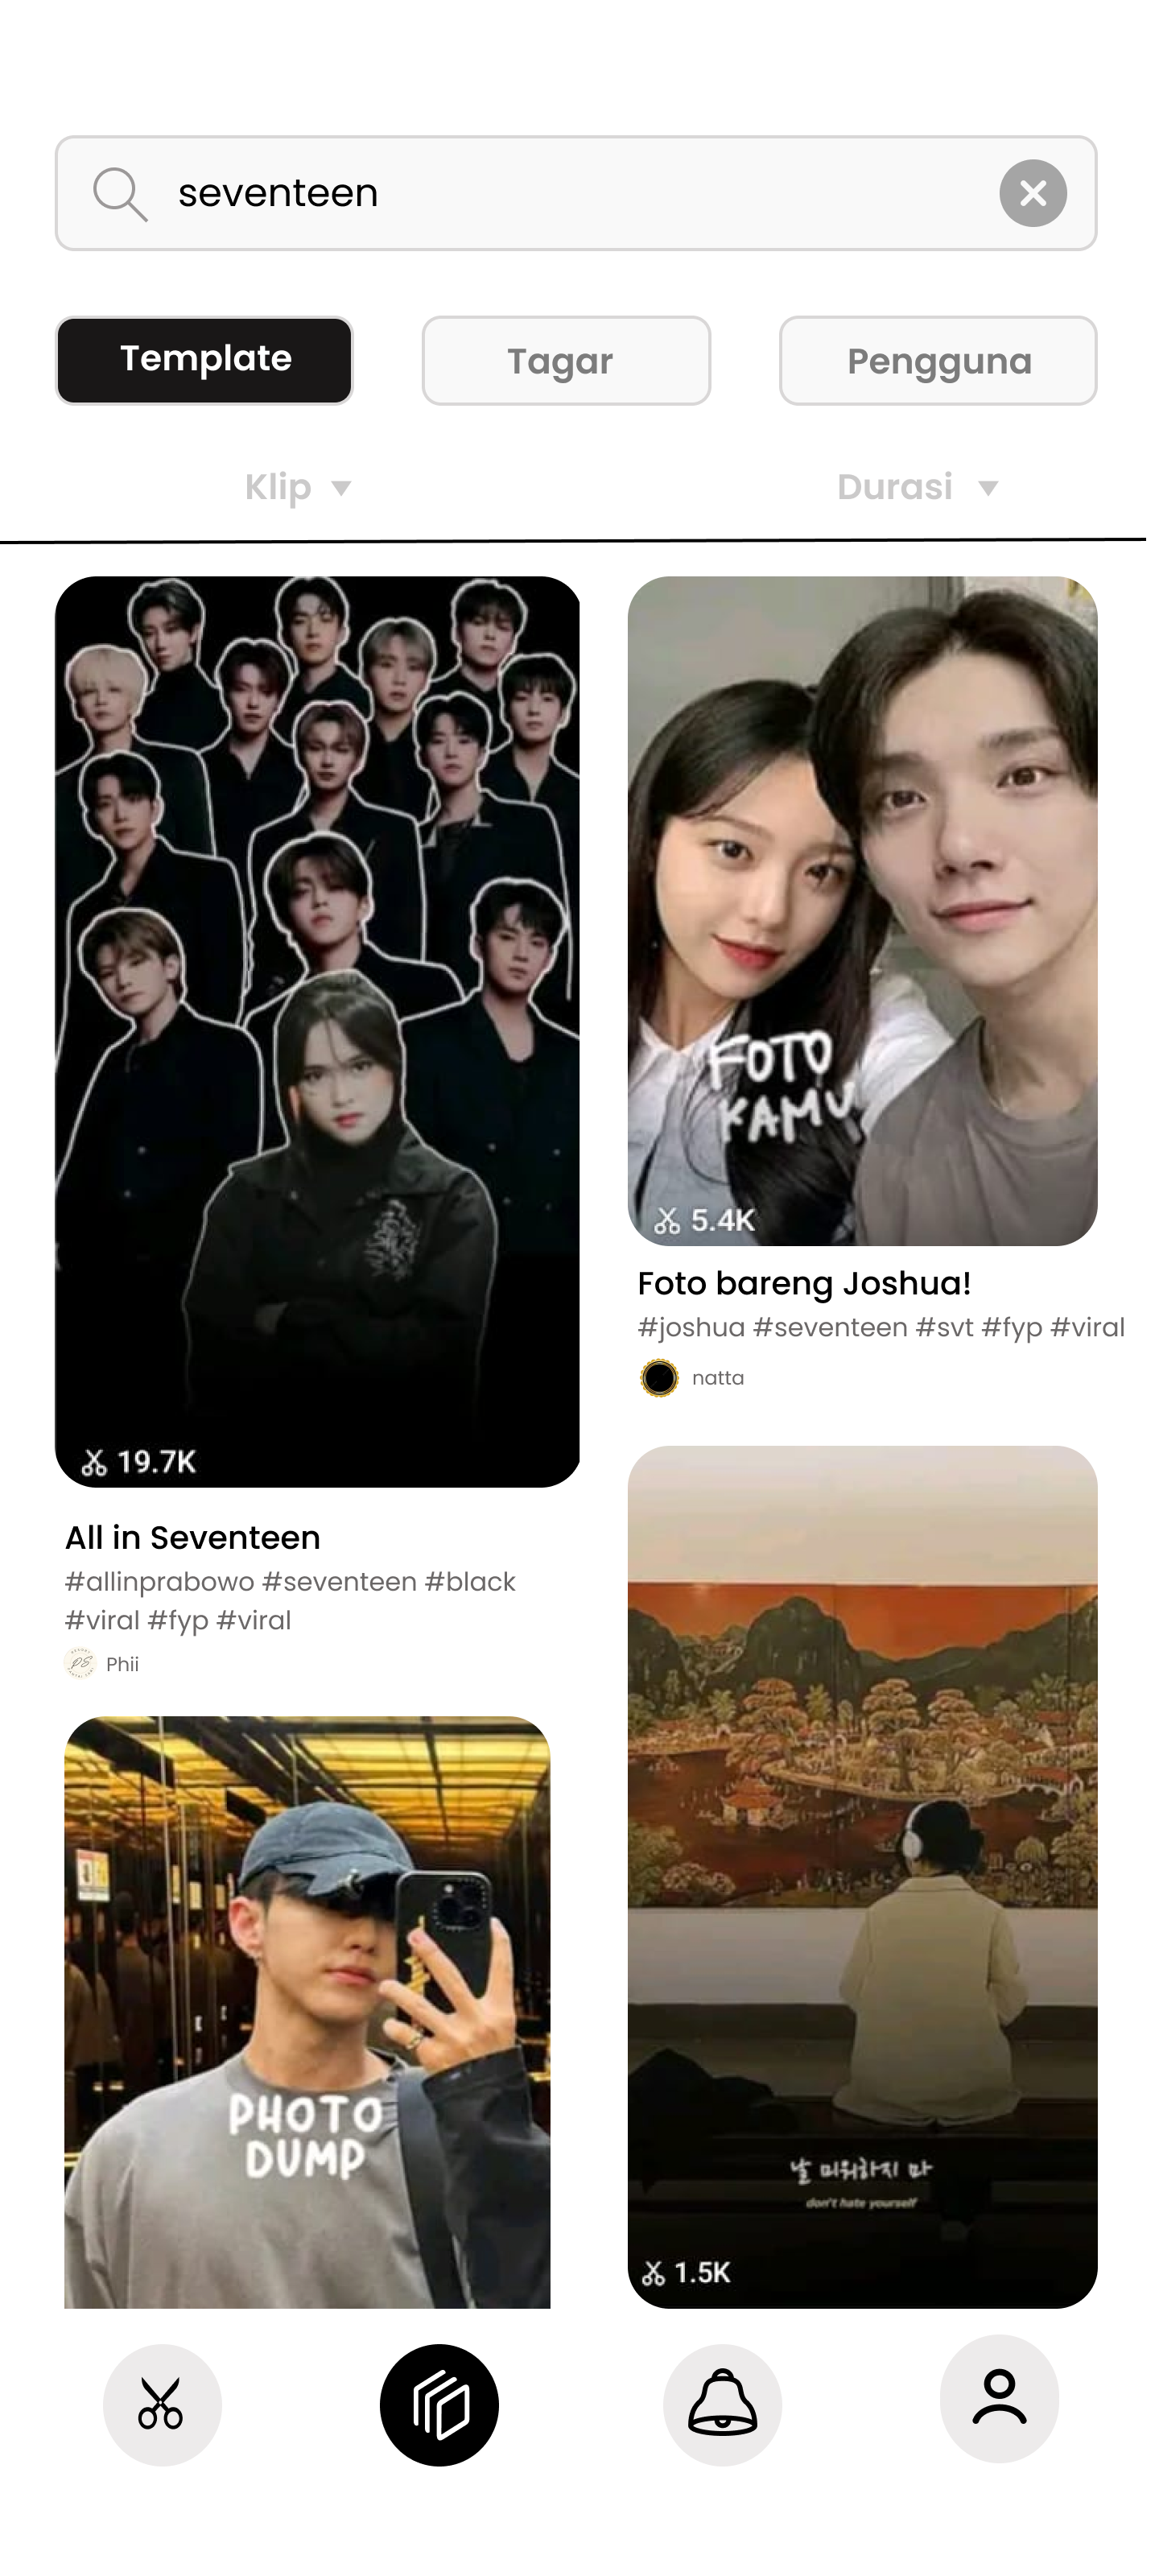 seventeen
Template
Tagar
Pengguna
Klip
Durasi
19.7K
All in Seventeen
#allinprabowo #seventeen #black
#viral #fyp #viral
Phii
PHOTO
DUMP
FOTO
KAMU
5.4K
Foto bareng Joshua!
#joshua #seventeen #svt #fyp #viral
natta
날 미워하지 마
don't hate yourself
1.5K